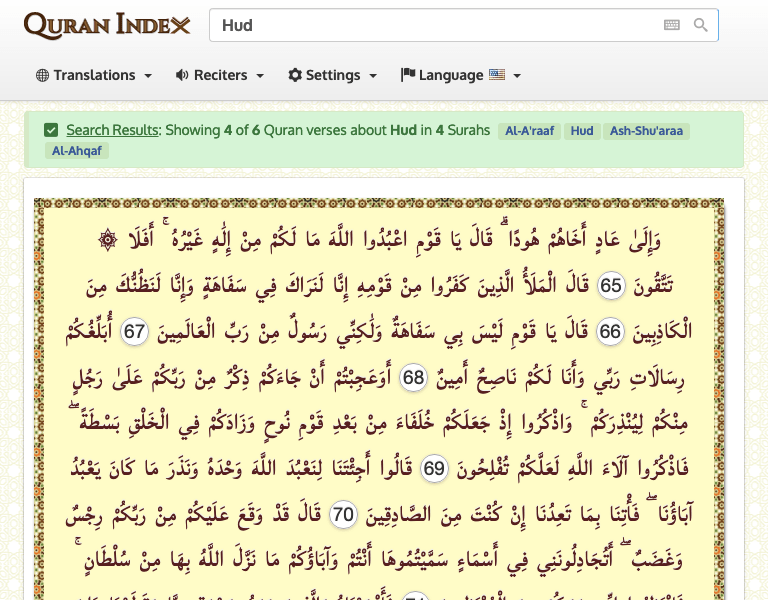 QURAN INDEX
Hud
Translations Reciters Settings Language
Search Results: Showing 4 of 6 Quran verses about Hud in 4 Surahs Al-A'raaf Hud Ash-Shu'araa
Al-Ahqaf
۞ وَإِلَىٰ عَادٍ أَخَاهُمْ هُودًا ۗ قَالَ يَا قَوْمِ اعْبُدُوا اللَّهَ مَا لَكُمْ مِنْ إِلَٰهٍ غَيْرُهُ ۚ أَفَلَا
تَتَّقُونَ 65 قَالَ الْمَلَأُ الَّذِينَ كَفَرُوا مِنْ قَوْمِهِ إِنَّا لَنَرَاكَ فِي سَفَاهَةٍ وَإِنَّا لَنَظُنُّكَ مِنَ
الْكَاذِبِينَ 66 قَالَ يَا قَوْمِ لَيْسَ بِي سَفَاهَةٌ وَلَٰكِنِّي رَسُولٌ مِنْ رَبِّ الْعَالَمِينَ 67 أُبَلِّغُكُمْ
رِسَالَاتِ رَبِّي وَأَنَا لَكُمْ نَاصِحٌ أَمِينٌ 68 أَوَعَجِبْتُمْ أَنْ جَاءَكُمْ ذِكْرٌ مِنْ رَبِّكُمْ عَلَىٰ رَجُلٍ
مِنْكُمْ لِيُنْذِرَكُمْ ۚ وَاذْكُرُوا إِذْ جَعَلَكُمْ خُلَفَاءَ مِنْ بَعْدِ قَوْمِ نُوحٍ وَزَادَكُمْ فِي الْخَلْقِ بَسْطَةً ۖ
فَاذْكُرُوا آلَاءَ اللَّهِ لَعَلَّكُمْ تُفْلِحُونَ 69 قَالُوا أَجِئْتَنَا لِنَعْبُدَ اللَّهَ وَحْدَهُ وَنَذَرَ مَا كَانَ يَعْبُدُ
آبَاؤُنَا ۖ فَأْتِنَا بِمَا تَعِدُنَا إِنْ كُنْتَ مِنَ الصَّادِقِينَ 70 قَالَ قَدْ وَقَعَ عَلَيْكُمْ مِنْ رَبِّكُمْ رِجْسٌ
وَغَضَبٌ ۖ أَتُجَادِلُونَنِي فِي أَسْمَاءٍ سَمَّيْتُمُوهَا أَنْتُمْ وَآبَاؤُكُمْ مَا نَزَّلَ اللَّهُ بِهَا مِنْ سُلْطَانٍ ۚ